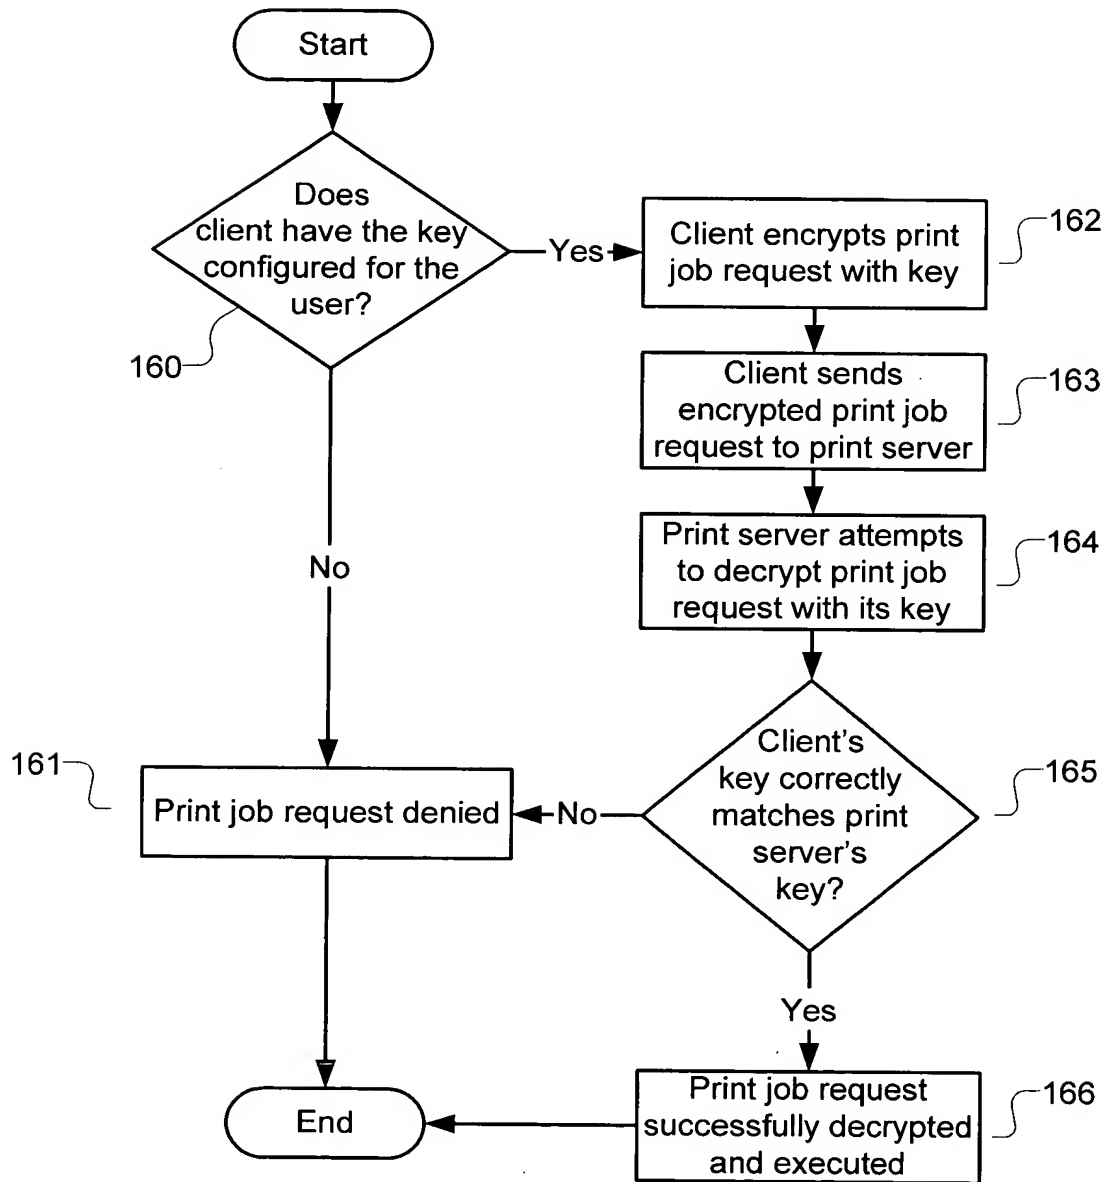 Start
Does
client have the key
configured for the
user?
160
Yes
Client encrypts print
job request with key
162
Client sends
encrypted print job
request to print server
163
Print server attempts
to decrypt print job
request with its key
164
No
Client's
key correctly
matches print
server's
key?
165
No
161
Print job request denied
Yes
Print job request
successfully decrypted
and executed
166
End